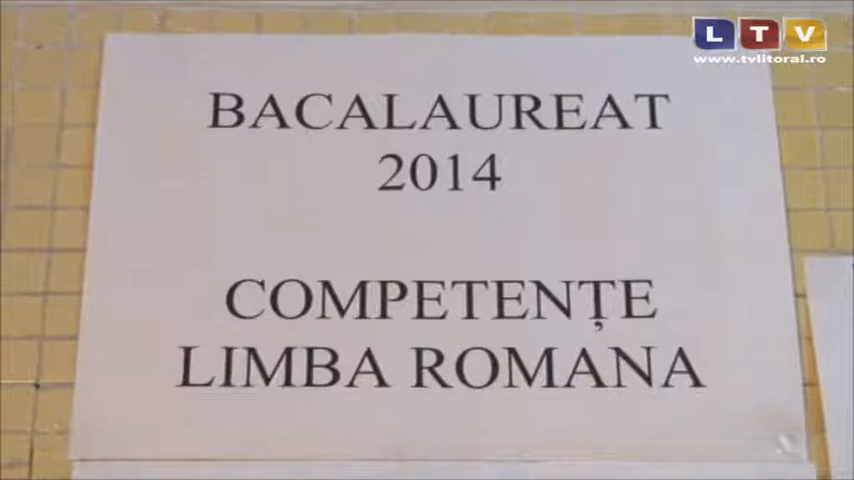 LTV
www.tvlitoral.ro
BACALAUREAT
2014
COMPETENȚE
LIMBA ROMANA